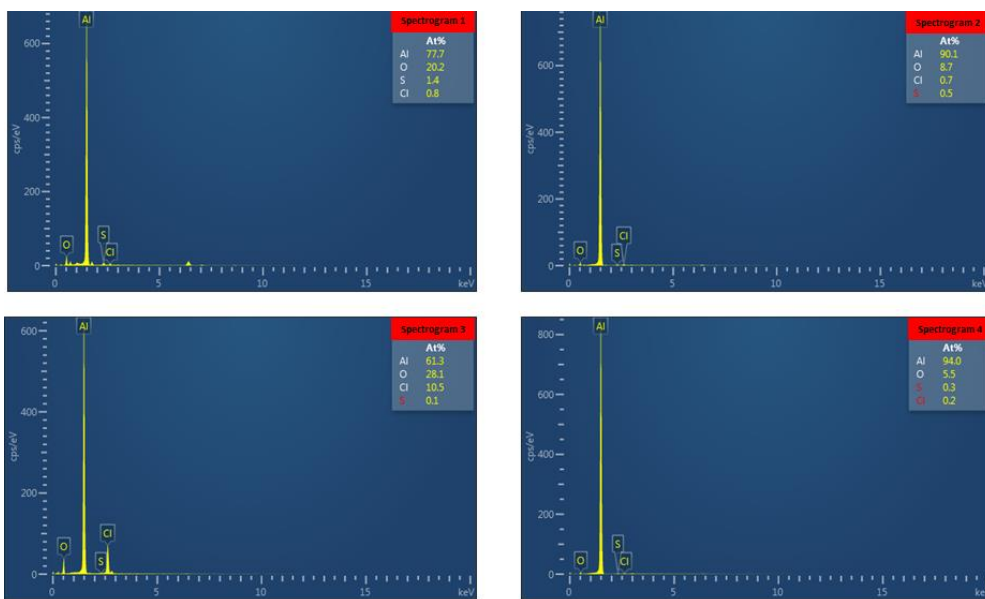 Spectrogram 1
At%
Al 77.7
O 20.2
S 1.4
Cl 0.8
Al
600
400
cps/eV
200
O
S
Cl
0
0 5 10 15 keV
Spectrogram 2
At%
Al 90.1
O 8.7
Cl 0.7
S 0.5
Al
600
400
cps/eV
200
Cl
O
S
0
0 5 10 15 keV
Spectrogram 3
At%
Al 61.3
O 28.1
Cl 10.5
S 0.1
600
Al
400
cps/eV
200
Cl
O
S
0
0 5 10 15 keV
Spectrogram 4
At%
Al 94.0
O 5.5
S 0.3
Cl 0.2
800
Al
600
cps/eV
400
200
S
O
Cl
0
0 5 10 15 keV